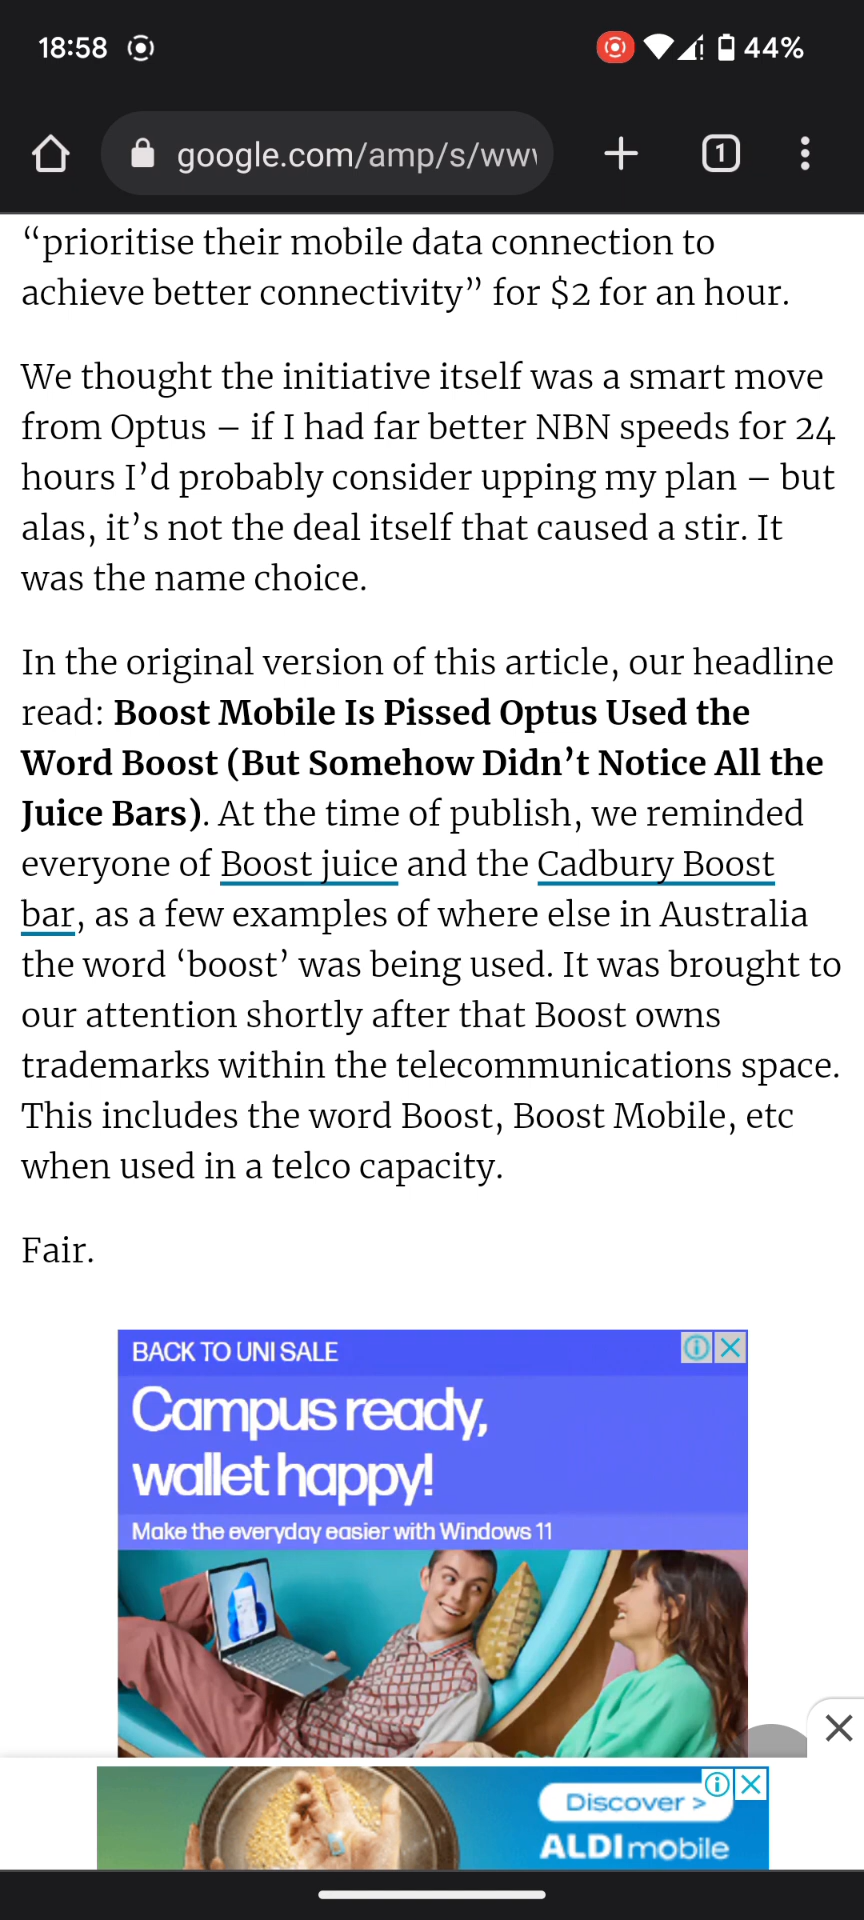 18:58
44%
google.com/amp/s/ww
1
“prioritise their mobile data connection to
achieve better connectivity” for $2 for an hour.
We thought the initiative itself was a smart move
from Optus – if I had far better NBN speeds for 24
hours I’d probably consider upping my plan – but
alas, it’s not the deal itself that caused a stir. It
was the name choice.
In the original version of this article, our headline
read: Boost Mobile Is Pissed Optus Used the
Word Boost (But Somehow Didn’t Notice All the
Juice Bars). At the time of publish, we reminded
everyone of Boost juice and the Cadbury Boost
bar, as a few examples of where else in Australia
the word ‘boost’ was being used. It was brought to
our attention shortly after that Boost owns
trademarks within the telecommunications space.
This includes the word Boost, Boost Mobile, etc
when used in a telco capacity.
Fair.
BACK TO UNI SALE
Campus ready,
wallet happy!
Make the everyday easier with Windows 11
Discover >
ALDI mobile